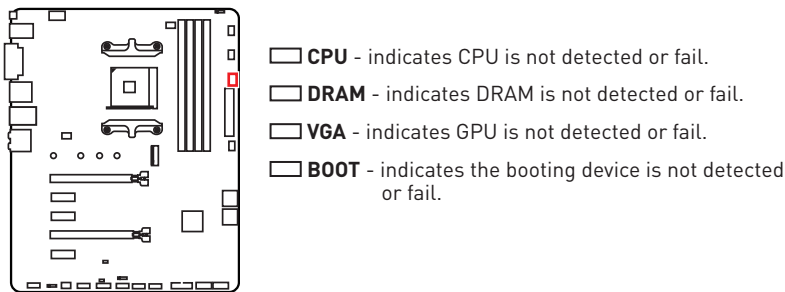 CPU - indicates CPU is not detected or fail.
DRAM - indicates DRAM is not detected or fail.
VGA - indicates GPU is not detected or fail.
BOOT - indicates the booting device is not detected
or fail.